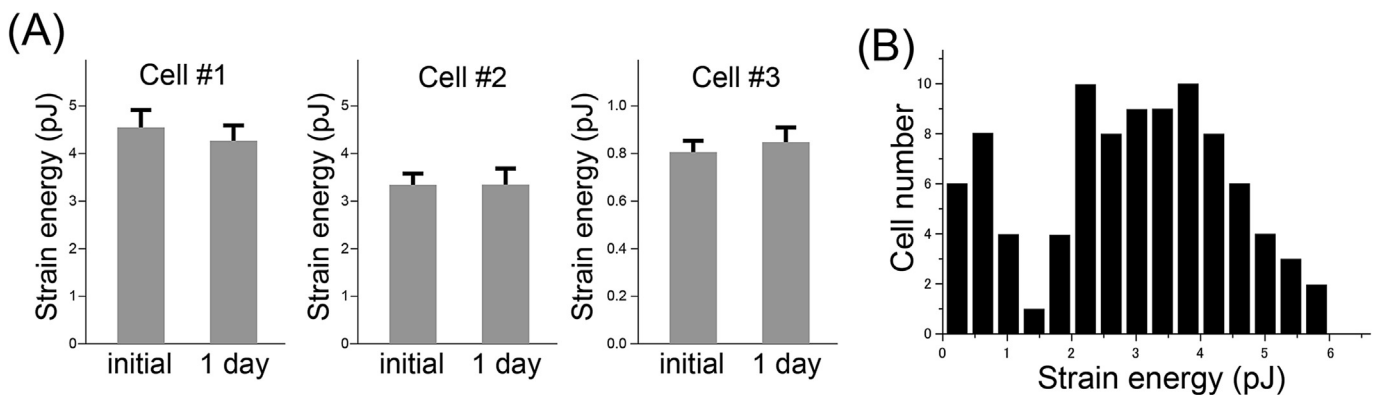 (A)
Cell #1
Strain energy (pJ)
5
4
3
2
1
0
initial 1 day
Cell #2
Strain energy (pJ)
5
4
3
2
1
0
initial 1 day
Cell #3
Strain energy (pJ)
1.0
0.8
0.6
0.4
0.2
0.0
initial 1 day
(B)
Cell number
10
8
6
4
2
0
0 1 2 3 4 5 6
Strain energy (pJ)